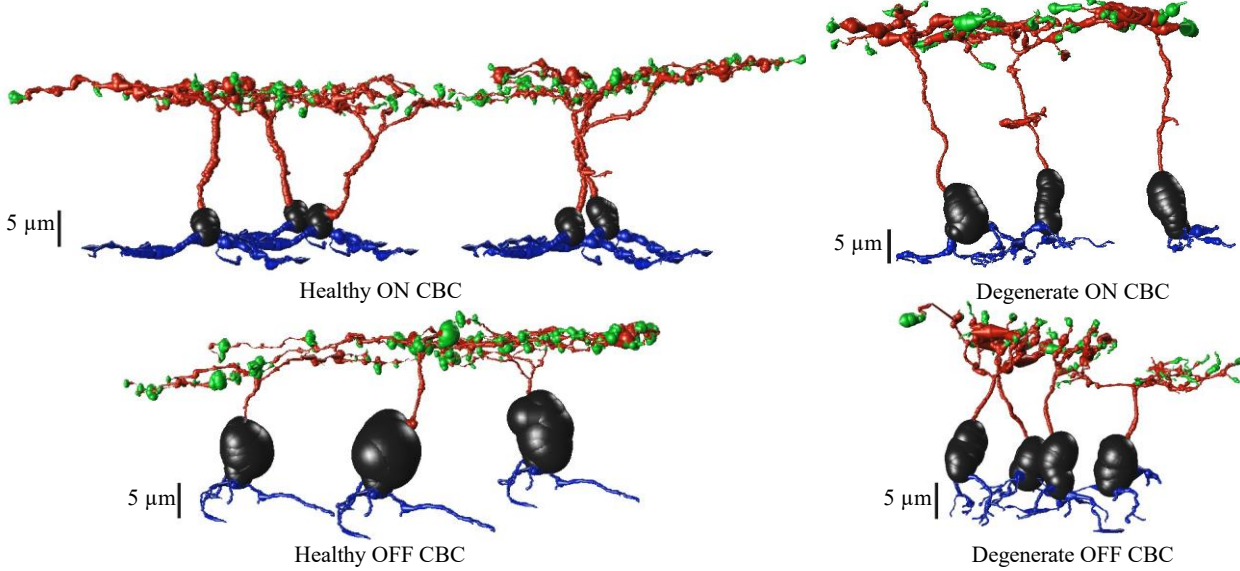 5 µm
Healthy ON CBC
5 µm
Degenerate ON CBC
5 µm
Healthy OFF CBC
5 µm
Degenerate OFF CBC